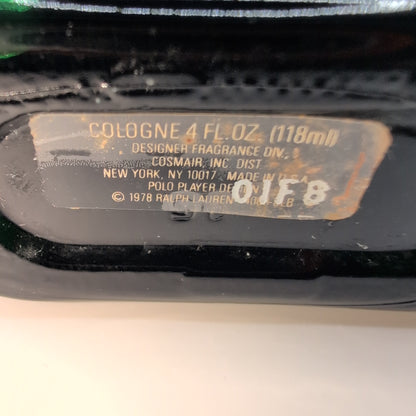 COLOGNE 4 FL. OZ. (118ml)
DESIGNER FRAGRANCE DIV.
COSMAIR, INC. DIST.
NEW YORK, NY 10017 MADE IN U.S.A.
POLO PLAYER DE
© 1978 RALPH LAUREN
01F8